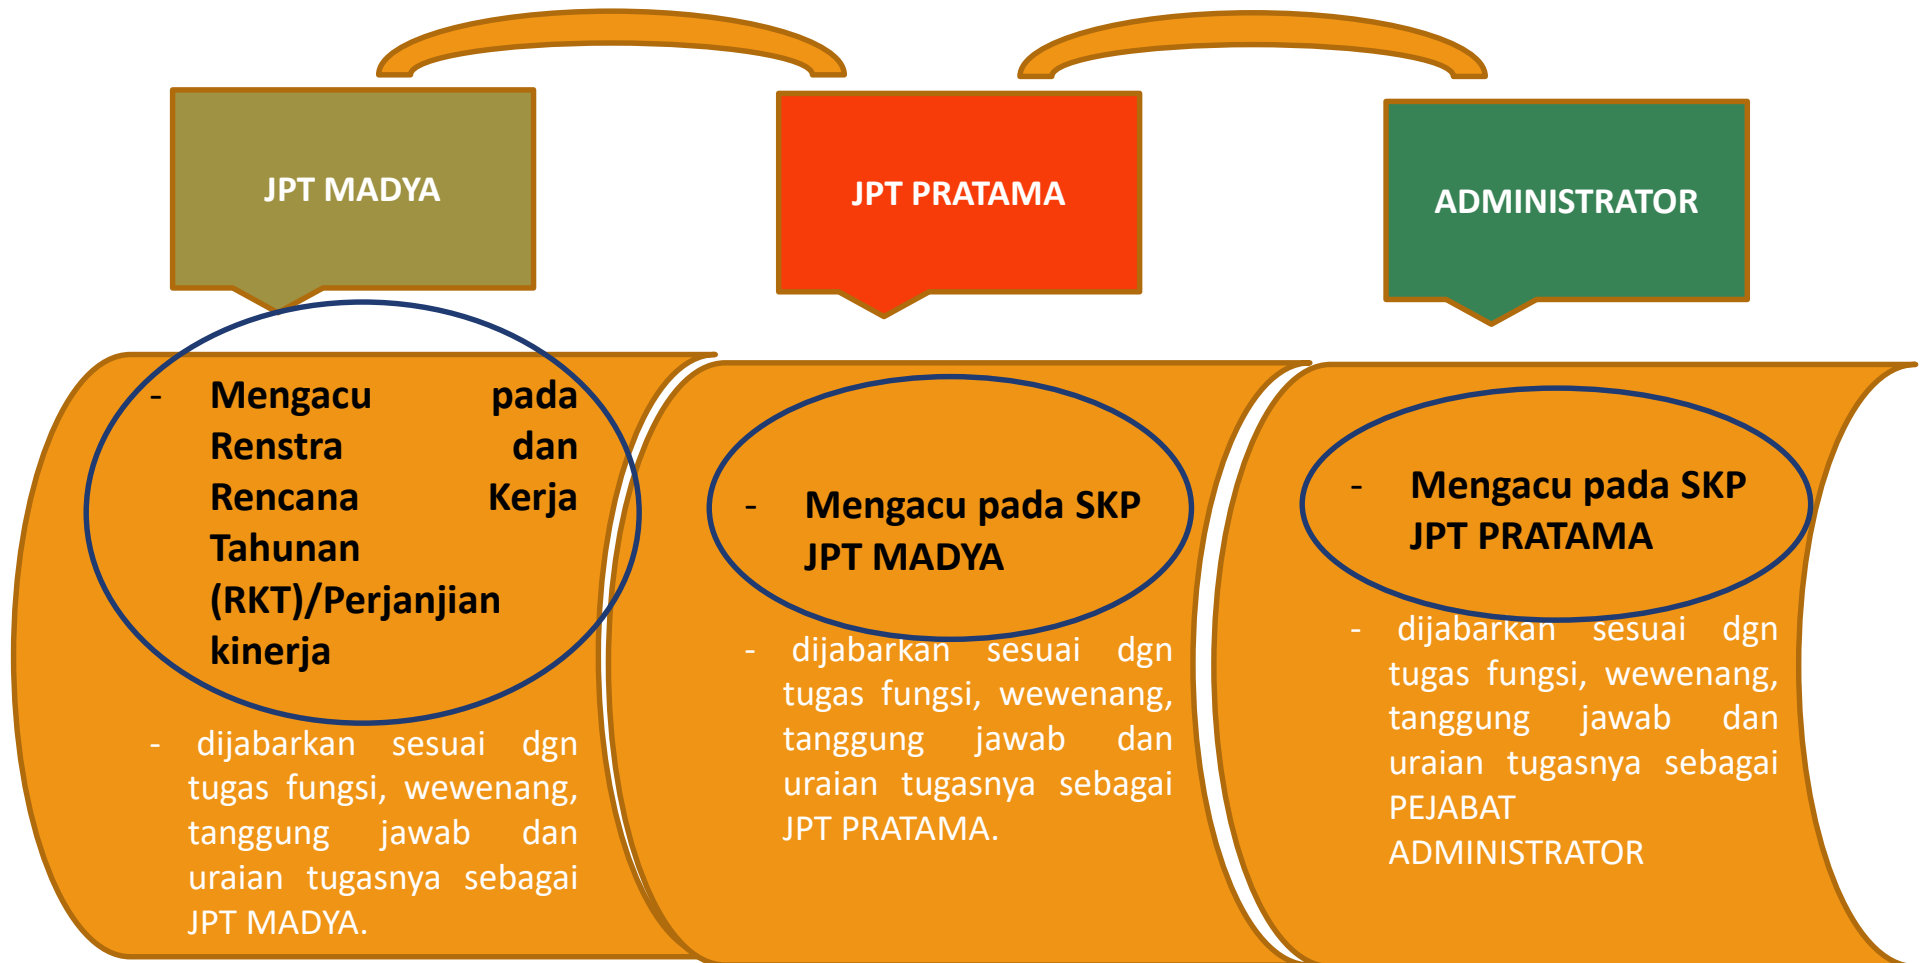 JPT MADYA
JPT PRATAMA
ADMINISTRATOR
- Mengacu pada
Renstra dan
Rencana Kerja
Tahunan
(RKT)/Perjanjian
kinerja
- dijabarkan sesuai dgn
tugas fungsi, wewenang,
tanggung jawab dan
uraian tugasnya sebagai
JPT MADYA.
- Mengacu pada SKP
JPT MADYA
- dijabarkan sesuai dgn
tugas fungsi, wewenang,
tanggung jawab dan
uraian tugasnya sebagai
JPT PRATAMA.
- Mengacu pada SKP
JPT PRATAMA
- dijabarkan sesuai dgn
tugas fungsi, wewenang,
tanggung jawab dan
uraian tugasnya sebagai
PEJABAT
ADMINISTRATOR